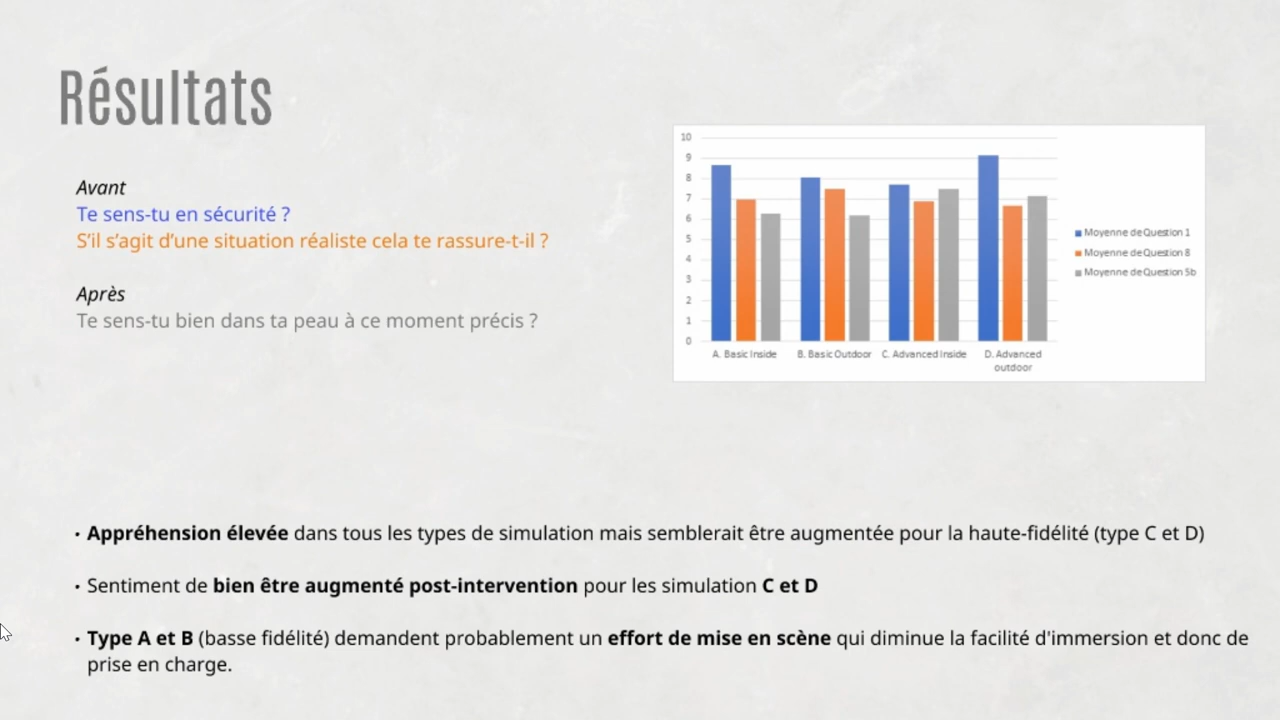 Résultats
Avant
Te sens-tu en sécurité ?
S'il s'agit d'une situation réaliste cela te rassure-t-il ?
Après
Te sens-tu bien dans ta peau à ce moment précis ?
10
9
8
7
6
5
4
3
2
1
0
A. Basic Inside
B. Basic Outdoor
C. Advanced Inside
D. Advanced
outdoor
Moyenne de Question 1
Moyenne de Question 8
Moyenne de Question 5b
• Appréhension élevée dans tous les types de simulation mais semblerait être augmentée pour la haute-fidélité (type C et D)
• Sentiment de bien être augmenté post-intervention pour les simulation C et D
• Type A et B (basse fidélité) demandent probablement un effort de mise en scène qui diminue la facilité d'immersion et donc de
prise en charge.